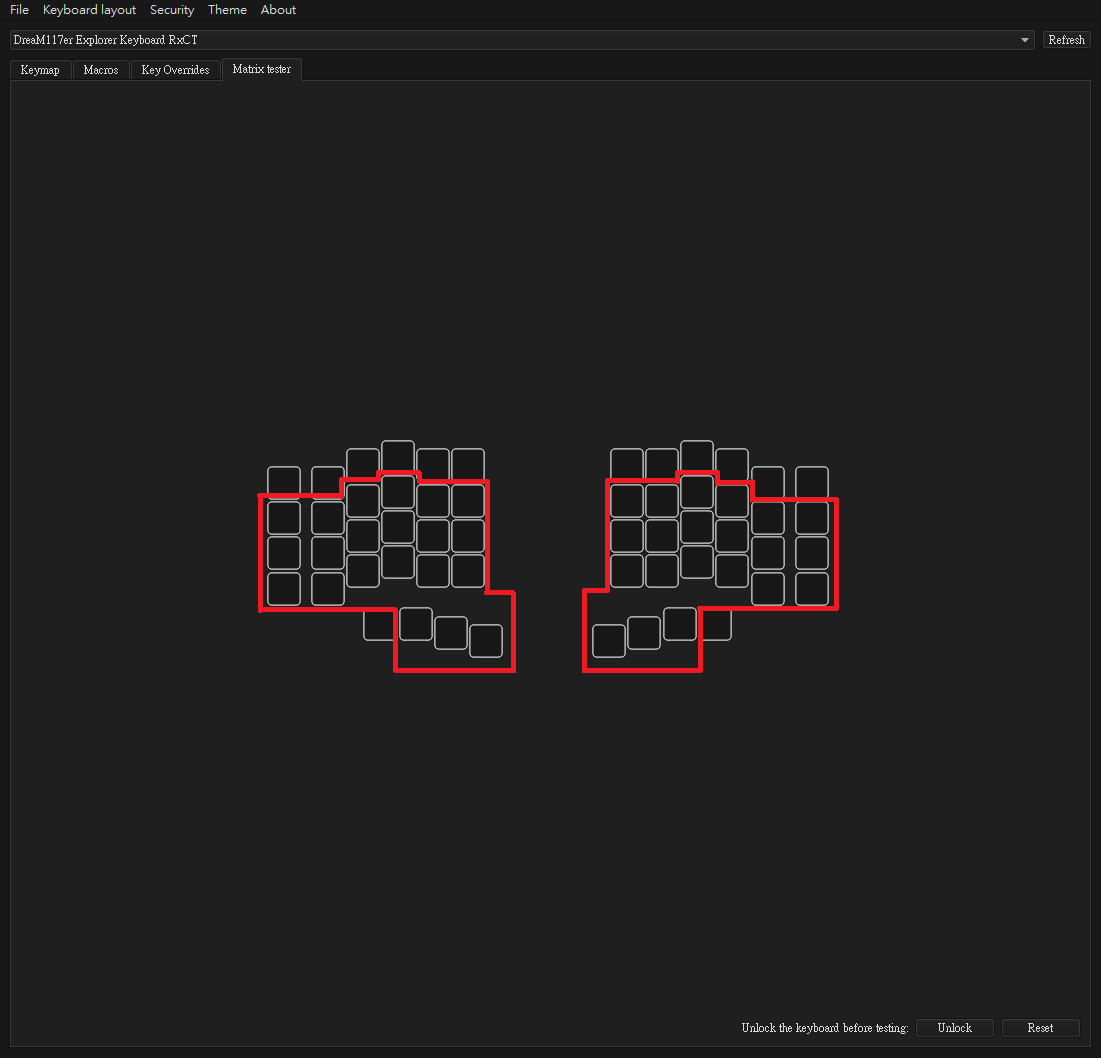 File Keyboard layout Security Theme About
DreaM117er Explorer Keyboard RxCT Refresh
Keymap Macros Key Overrides Matrix tester
Unlock the keyboard before testing: Unlock Reset